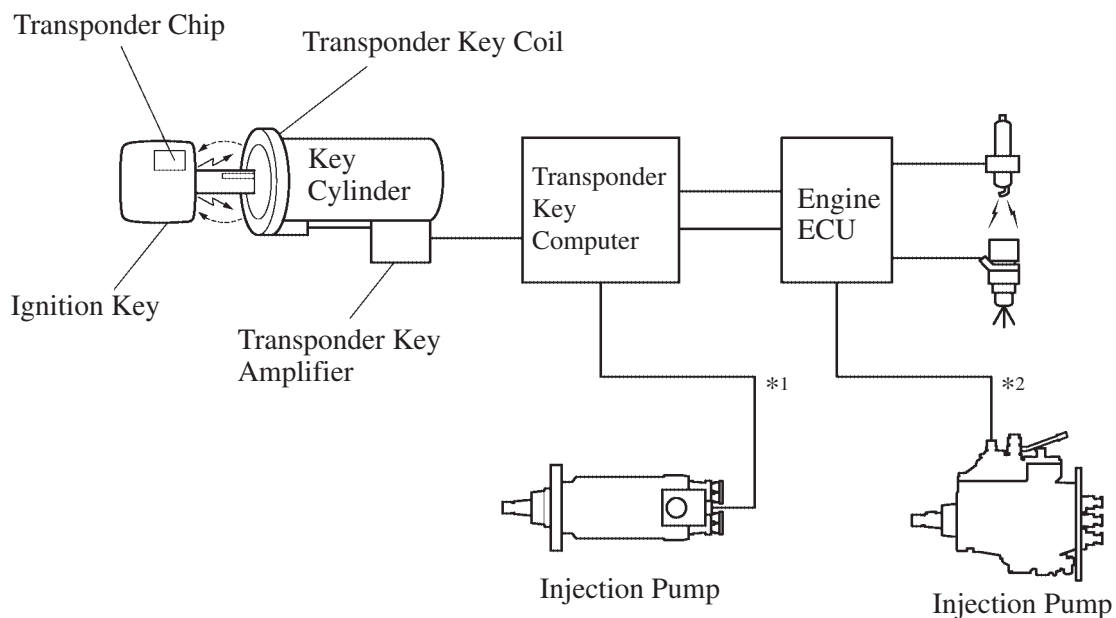 Transponder Chip
Transponder Key Coil
Key
Cylinder
Transponder
Key
Computer
Engine
ECU
Ignition Key
Transponder Key
Amplifier
*1
*2
Injection Pump
Injection Pump